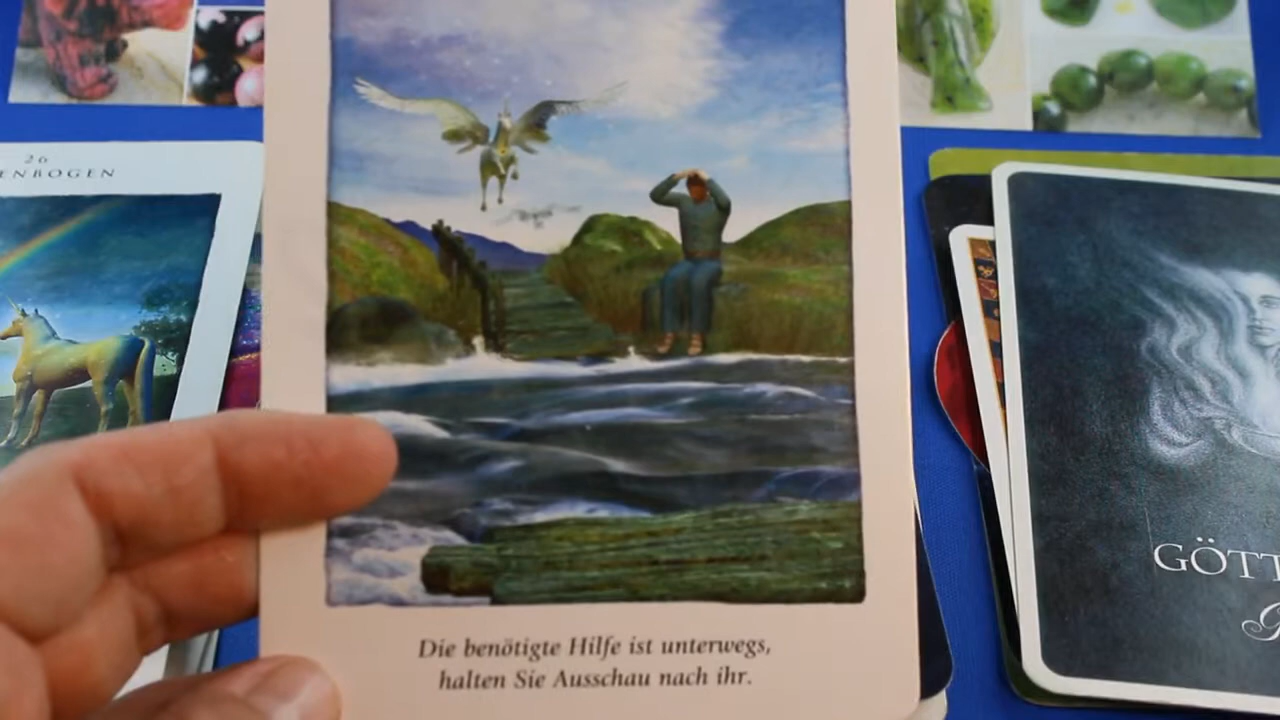 26
ENBOGEN
Die benötigte Hilfe ist unterwegs,
halten Sie Ausschau nach ihr.
GÖTT